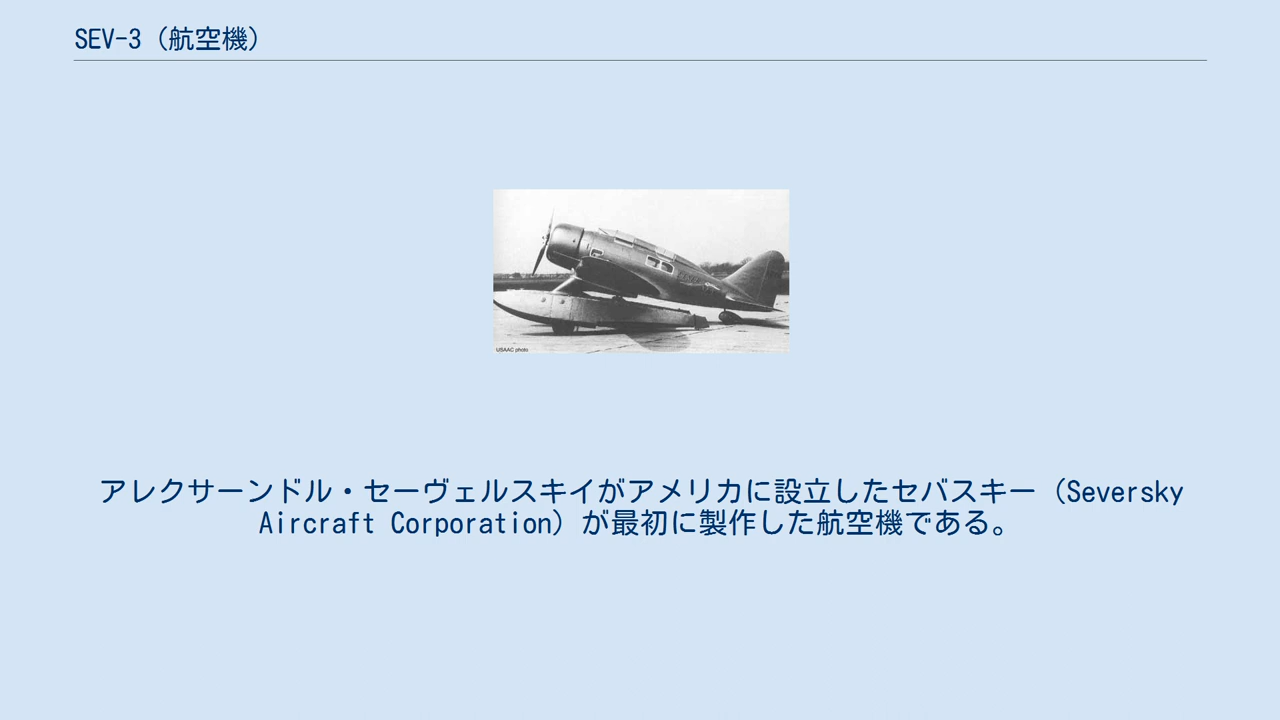 SEV-3（航空機）
USAAC photo
アレクサーンドル・セーヴェルスキイがアメリカに設立したセバスキー（Seversky
Aircraft Corporation）が最初に製作した航空機である。